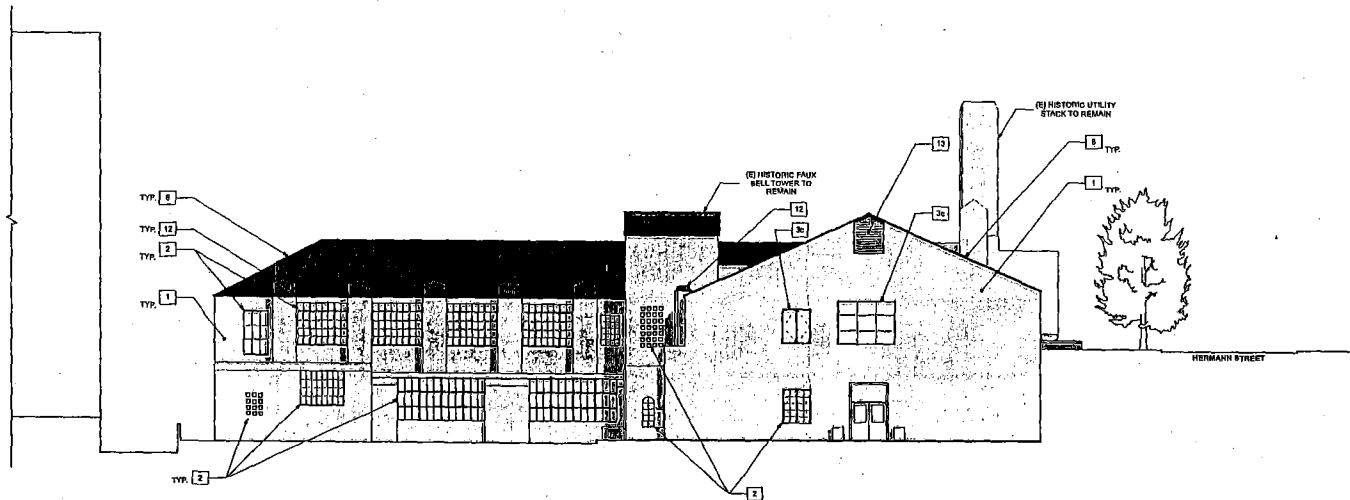 (E) HISTORIC UTILITY
STACK TO REMAIN
13
8 TYP.
(E) HISTORIC FAUX
BELL TOWER TO
REMAIN
1 TYP.
TYP. 8
12
3c
3c
TYP. 12
TYP. 2
TYP. 1
HERMANN STREET
TYP. 2
2